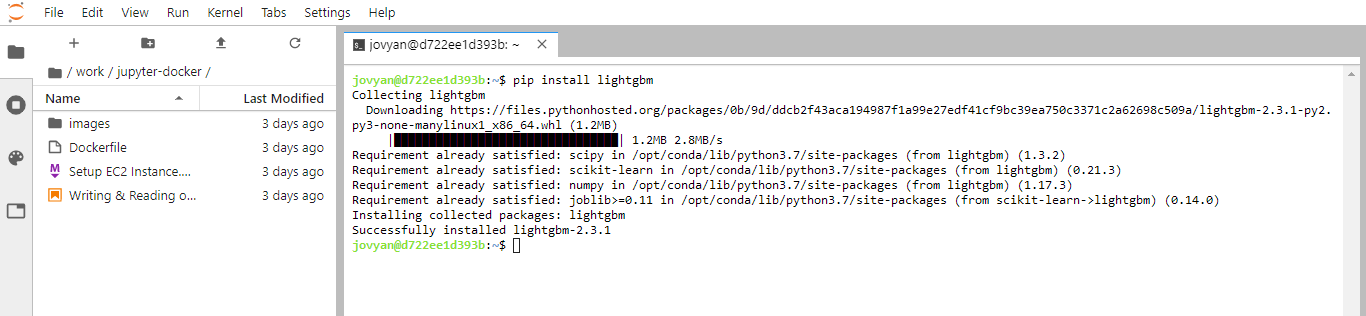 File Edit View Run Kernel Tabs Settings Help
/ work / jupyter-docker /
Name Last Modified
images 3 days ago
Dockerfile 3 days ago
Setup EC2 Instance.... 3 days ago
Writing & Reading o... 3 days ago
jovyan@d722ee1d393b: ~
jovyan@d722ee1d393b:~$ pip install lightgbm
Collecting lightgbm
Downloading https://files.pythonhosted.org/packages/0b/9d/ddcb2f43aca194987f1a99e27edf41cf9bc39ea750c3371c2a62698c509a/lightgbm-2.3.1-py2.
py3-none-manylinux1_x86_64.whl (1.2MB)
|████████████████████████████████| 1.2MB 2.8MB/s
Requirement already satisfied: scipy in /opt/conda/lib/python3.7/site-packages (from lightgbm) (1.3.2)
Requirement already satisfied: scikit-learn in /opt/conda/lib/python3.7/site-packages (from lightgbm) (0.21.3)
Requirement already satisfied: numpy in /opt/conda/lib/python3.7/site-packages (from lightgbm) (1.17.3)
Requirement already satisfied: joblib>=0.11 in /opt/conda/lib/python3.7/site-packages (from scikit-learn->lightgbm) (0.14.0)
Installing collected packages: lightgbm
Successfully installed lightgbm-2.3.1
jovyan@d722ee1d393b:~$